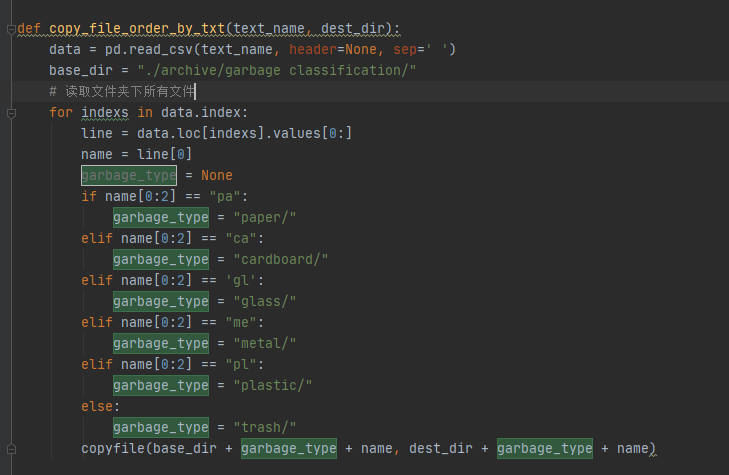 def copy_file_order_by_txt(text_name, dest_dir):
    data = pd.read_csv(text_name, header=None, sep=' ')
    base_dir = "./archive/garbage classification/"
    # 读取文件夹下所有文件
    for indexs in data.index:
        line = data.loc[indexs].values[0:]
        name = line[0]
        garbage_type = None
        if name[0:2] == "pa":
            garbage_type = "paper/"
        elif name[0:2] == "ca":
            garbage_type = "cardboard/"
        elif name[0:2] == 'gl':
            garbage_type = "glass/"
        elif name[0:2] == "me":
            garbage_type = "metal/"
        elif name[0:2] == "pl":
            garbage_type = "plastic/"
        else:
            garbage_type = "trash/"
        copyfile(base_dir + garbage_type + name, dest_dir + garbage_type + name)